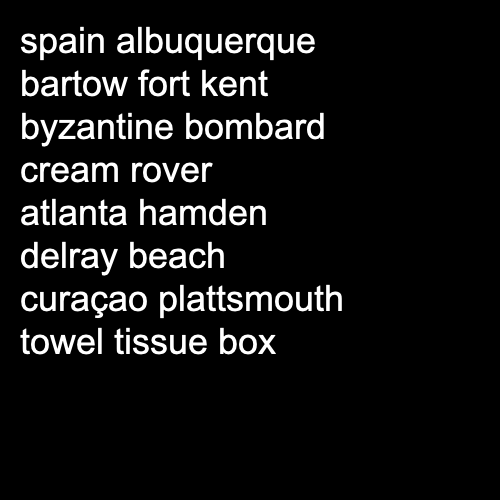 spain albuquerque
bartow fort kent
byzantine bombard
cream rover
atlanta hamden
delray beach
curaçao plattsmouth
towel tissue box